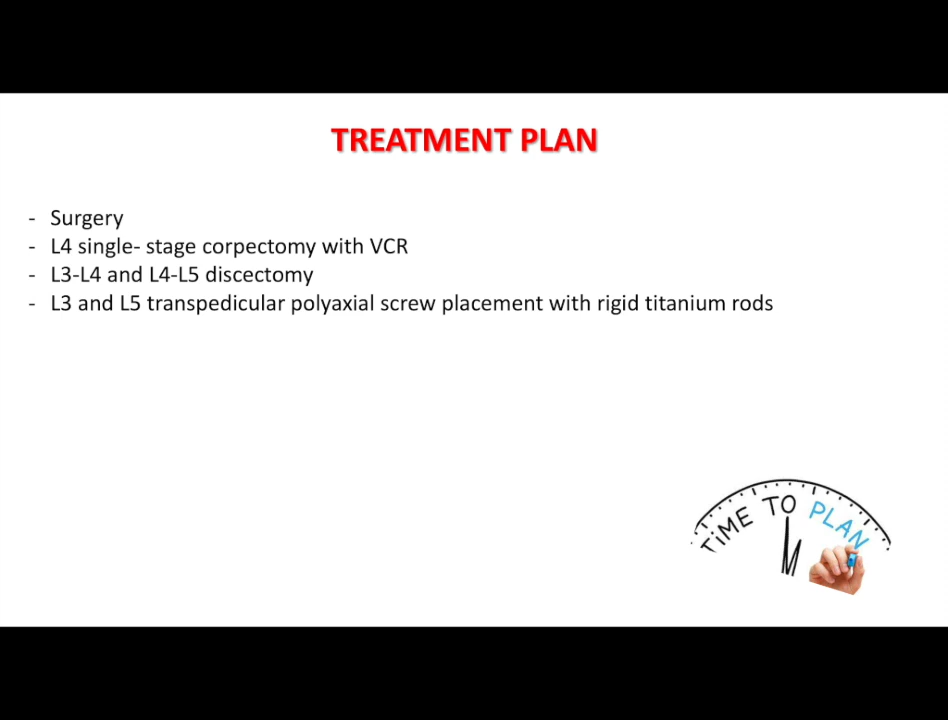 TREATMENT PLAN
- Surgery
- L4 single- stage corpectomy with VCR
- L3-L4 and L4-L5 discectomy
- L3 and L5 transpedicular polyaxial screw placement with rigid titanium rods
TiME TO PLAN